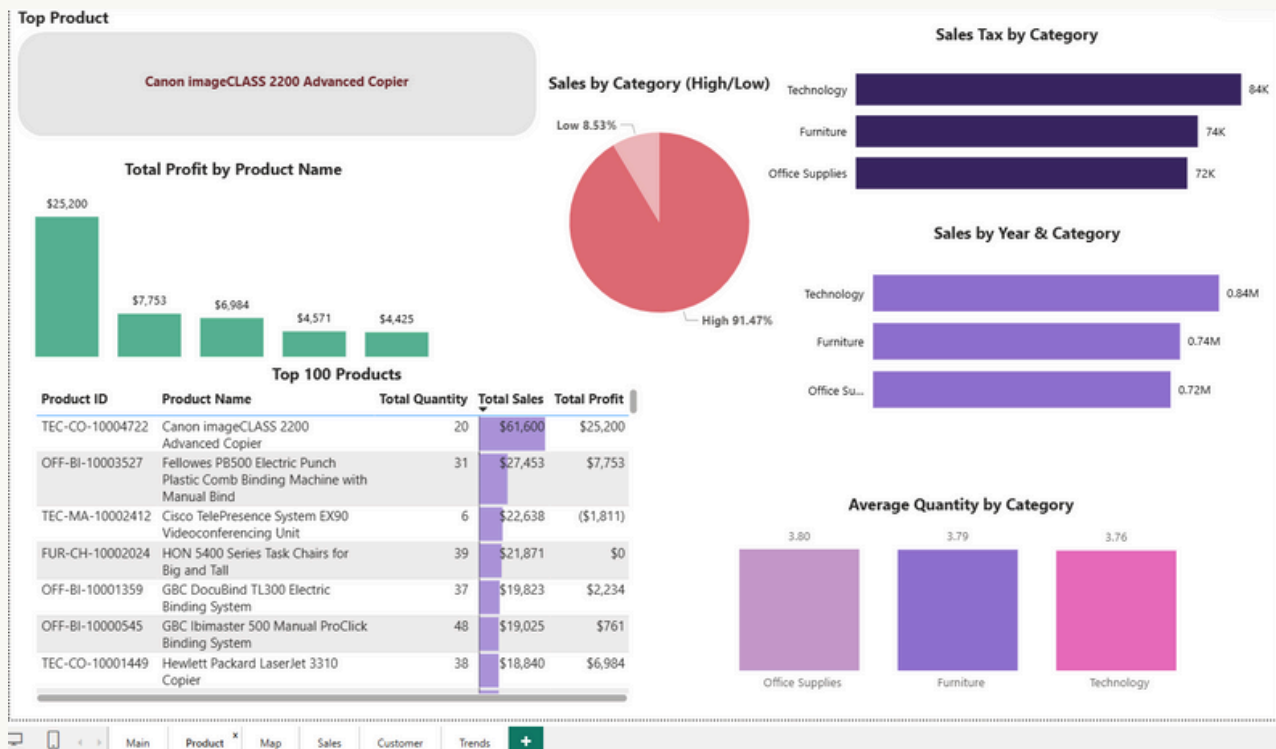 Top Product
Canon imageCLASS 2200 Advanced Copier
Total Profit by Product Name
$25,200
$7,753
$6,984
$4,571
$4,425
Sales by Category (High/Low)
Low 8.53%
High 91.47%
Sales Tax by Category
Technology
84K
Furniture
74K
Office Supplies
72K
Sales by Year & Category
Technology
0.84M
Furniture
0.74M
Office Su...
0.72M
Top 100 Products
Product ID Product Name Total Quantity Total Sales Total Profit
TEC-CO-10004722 Canon imageCLASS 2200 20 $61,600 $25,200
Advanced Copier
OFF-BI-10003527 Fellowes PB500 Electric Punch 31 $27,453 $7,753
Plastic Comb Binding Machine with
Manual Bind
TEC-MA-10002412 Cisco TelePresence System EX90 6 $22,638 ($1,811)
Videoconferencing Unit
FUR-CH-10002024 HON 5400 Series Task Chairs for 39 $21,871 $0
Big and Tall
OFF-BI-10001359 GBC DocuBind TL300 Electric 37 $19,823 $2,234
Binding System
OFF-BI-10000545 GBC Ibimaster 500 Manual ProClick 48 $19,025 $761
Binding System
TEC-CO-10001449 Hewlett Packard LaserJet 3310 38 $18,840 $6,984
Copier
Average Quantity by Category
3.80
3.79
3.76
Office Supplies
Furniture
Technology
Main
Product x
Map
Sales
Customer
Trends
+